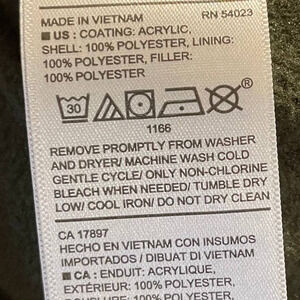 MADE IN VIETNAM RN 54023
US : COATING: ACRYLIC,
SHELL: 100% POLYESTER, LINING:
100% POLYESTER, FILLER:
100% POLYESTER
30
1166
REMOVE PROMPTLY FROM WASHER
AND DRYER/ MACHINE WASH COLD
GENTLE CYCLE/ ONLY NON-CHLORINE
BLEACH WHEN NEEDED/ TUMBLE DRY
LOW/ COOL IRON/ DO NOT DRY CLEAN
CA 17897
HECHO EN VIETNAM CON INSUMOS
IMPORTADOS / DIBUAT DI VIETNAM
CA : ENDUIT: ACRYLIQUE,
EXTÉRIEUR: 100% POLYESTER,
DOUBLURE: 100% POLYESTER,